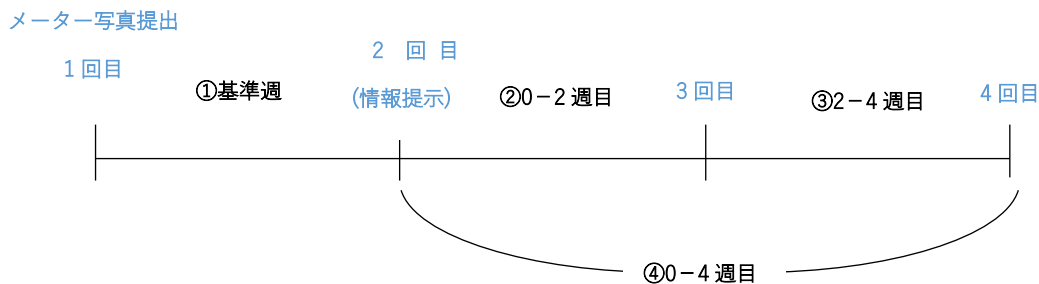 メーター写真提出
1回目
①基準週
2 回 目
(情報提示)
②0－2週目
3回目
③2－4週目
4回目
④0－4週目